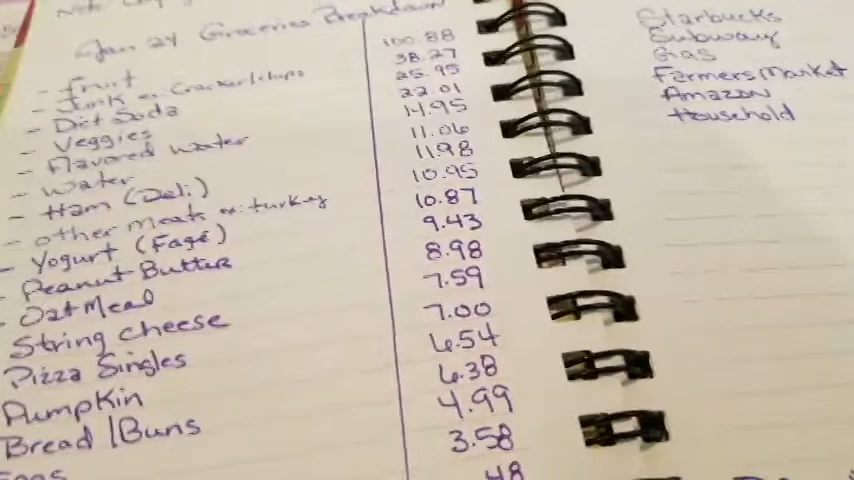 Jan 24 Groceries Breakdown
- Fruit 100.88
- Junk ex: Cracker/chips 38.27
- Diet Soda 25.95
- Veggies 22.01
- Flavored water 14.95
- Water 11.06
- Ham (Deli) 11.98
- other meats ex: turkey 10.95
- Yogurt (Fagé) 10.87
- Peanut Butter 9.43
- Oatmeal 8.98
String cheese 7.59
Pizza Singles 7.00
Pumpkin 6.54
Bread/Buns 6.38
4.99
3.58
48
Starbucks
Subway
Gas
Farmers Market
Amazon
Household